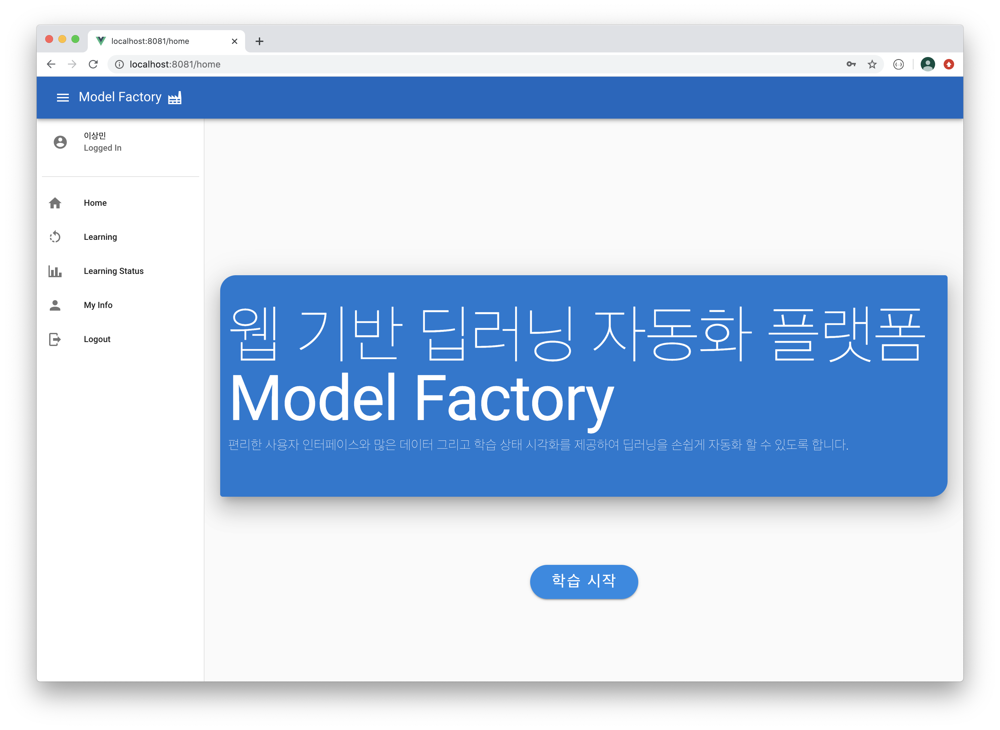 localhost:8081/home
localhost:8081/home
Model Factory
이상민
Logged In
Home
Learning
Learning Status
My Info
Logout
웹 기반 딥러닝 자동화 플랫폼
Model Factory
편리한 사용자 인터페이스와 많은 데이터 그리고 학습 상태 시각화를 제공하여 딥러닝을 손쉽게 자동화 할 수 있도록 합니다.
학습 시작